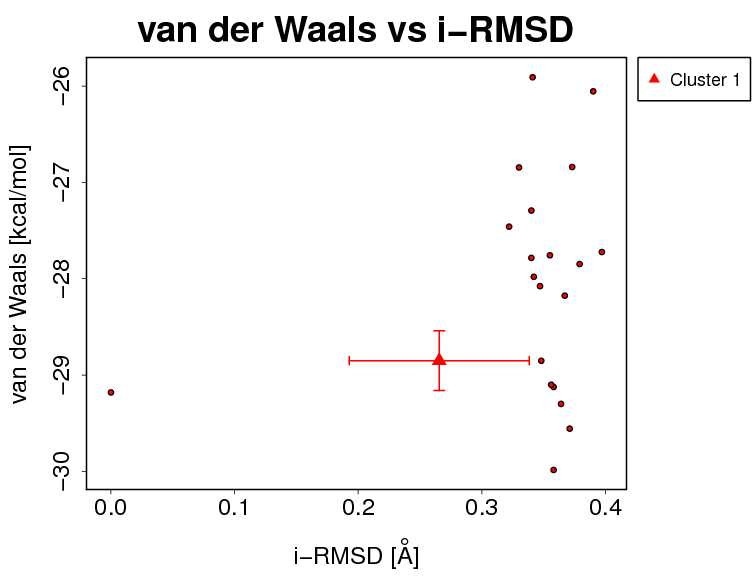 van der Waals vs i−RMSD
Cluster 1
van der Waals [kcal/mol]
−26
−27
−28
−29
−30
0.0 0.1 0.2 0.3 0.4
i−RMSD [Å]